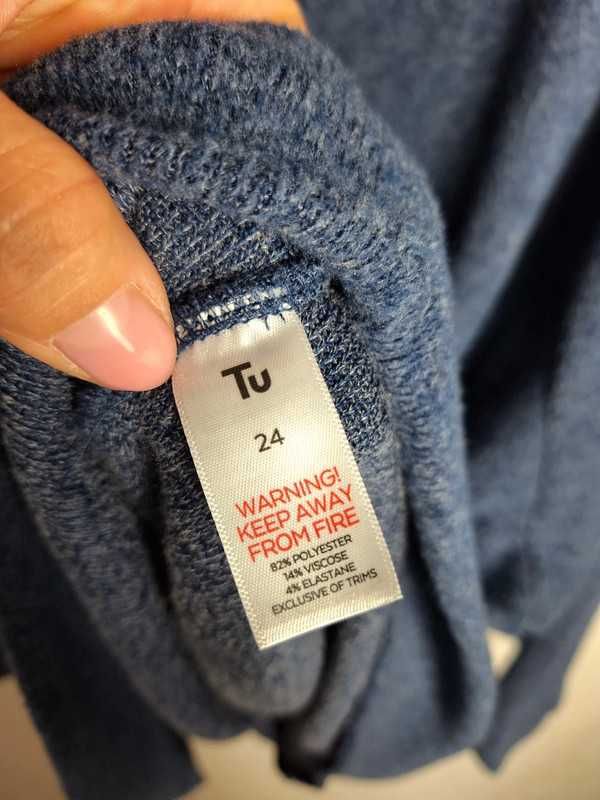 Tu
24
WARNING!
KEEP AWAY
FROM FIRE
82% POLYESTER
14% VISCOSE
4% ELASTANE
EXCLUSIVE OF TRIMS